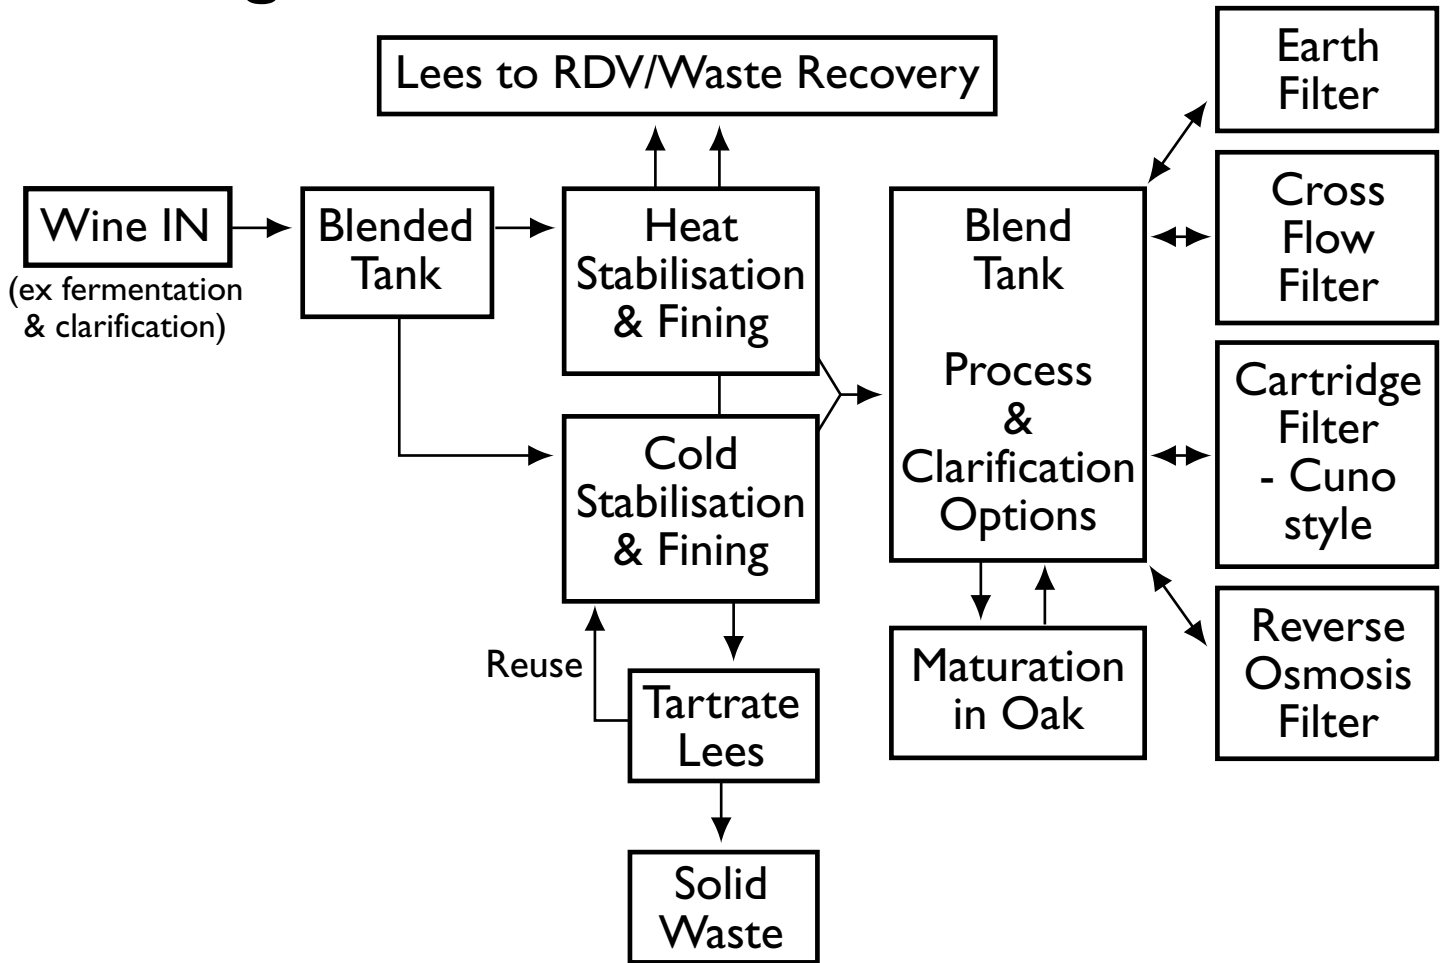 Lees to RDV/Waste Recovery
Wine IN
(ex fermentation
& clarification)
Blended
Tank
Heat
Stabilisation
& Fining
Cold
Stabilisation
& Fining
Reuse
Tartrate
Lees
Solid
Waste
Blend
Tank
Process
&
Clarification
Options
Maturation
in Oak
Earth
Filter
Cross
Flow
Filter
Cartridge
Filter
- Cuno
style
Reverse
Osmosis
Filter